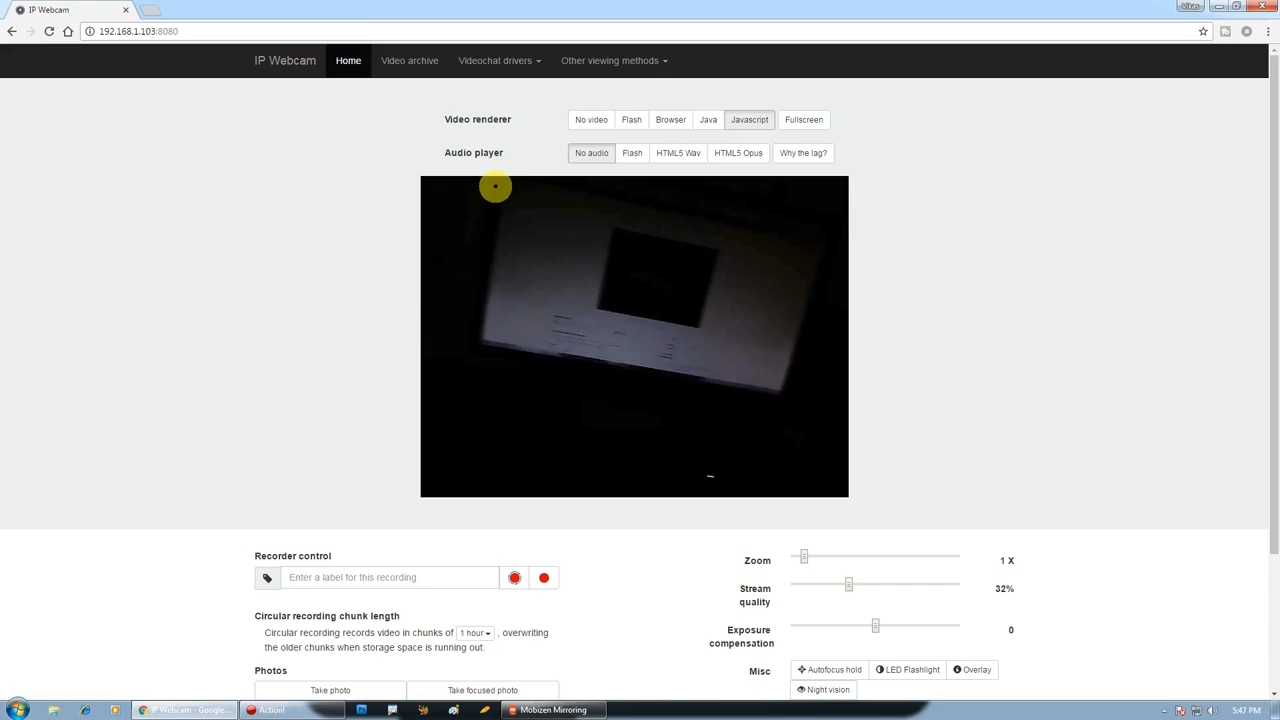 IP Webcam
Vikas
192.168.1.103:8080
IP Webcam Home Video archive Videochat drivers Other viewing methods
Video renderer No video Flash Browser Java Javascript Fullscreen
Audio player No audio Flash HTML5 Wav HTML5 Opus Why the lag?
Recorder control
Enter a label for this recording
Circular recording chunk length
Circular recording records video in chunks of 1 hour , overwriting
the older chunks when storage space is running out.
Photos
Take photo Take focused photo
Zoom 1 X
Stream 32%
quality
Exposure 0
compensation
Misc Autofocus hold LED Flashlight Overlay
Night vision
IP Webcam - Google... Action! Mobizen Mirroring 5:47 PM